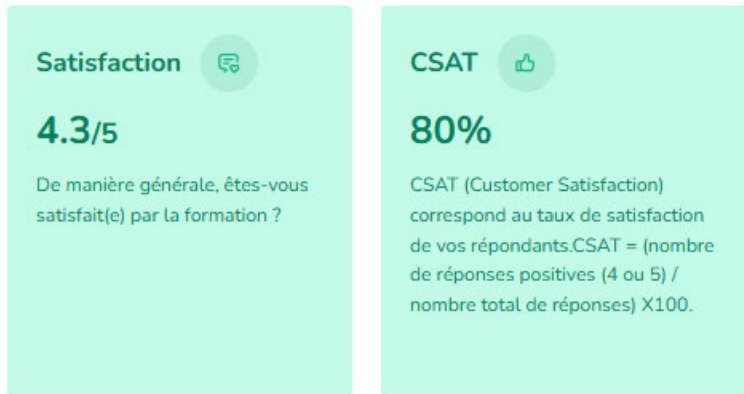 Satisfaction
4.3/5
De manière générale, êtes-vous
satisfait(e) par la formation ?
CSAT
80%
CSAT (Customer Satisfaction)
correspond au taux de satisfaction
de vos répondants.CSAT = (nombre
de réponses positives (4 ou 5) /
nombre total de réponses) X100.